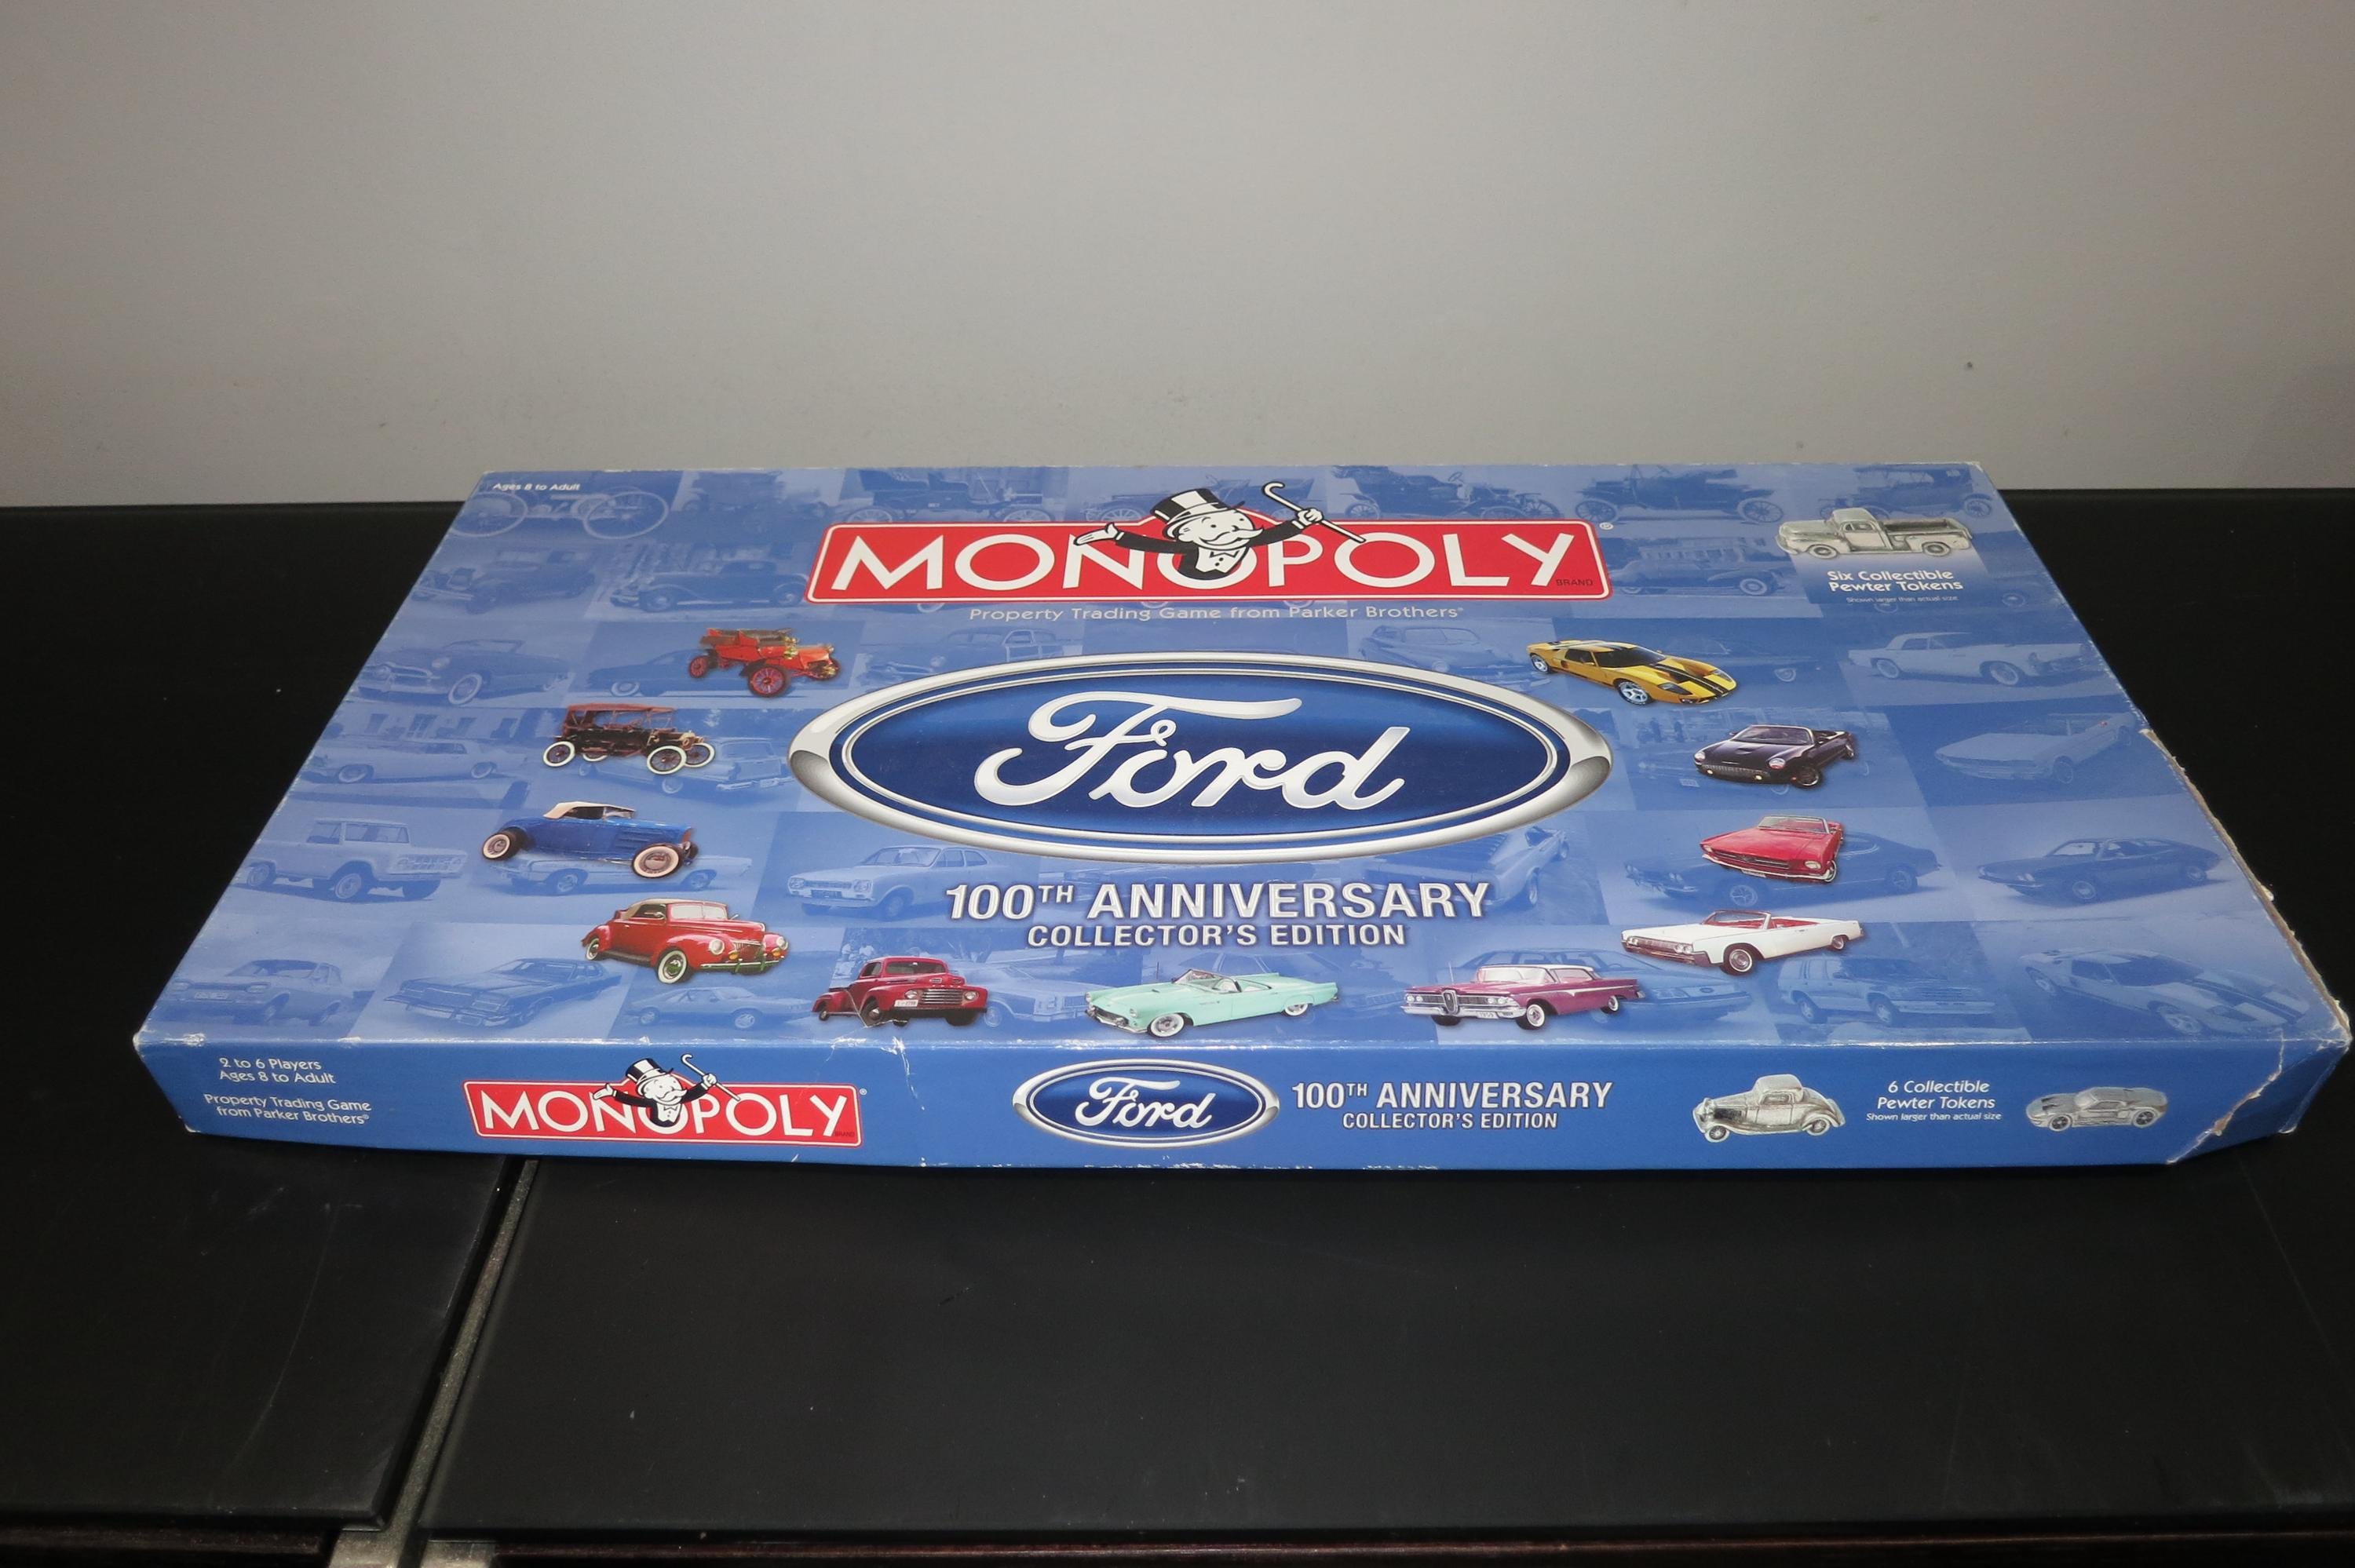 Ages 8 to Adult
MONOPOLY®
BRAND
Property Trading Game from Parker Brothers®
Six Collectible
Pewter Tokens
Shown larger than actual size
Ford
100TH ANNIVERSARY
COLLECTOR'S EDITION
2 to 6 Players
Ages 8 to Adult
Property Trading Game
from Parker Brothers®
MONOPOLY®
BRAND
Ford
100TH ANNIVERSARY
COLLECTOR'S EDITION
6 Collectible
Pewter Tokens
Shown larger than actual size